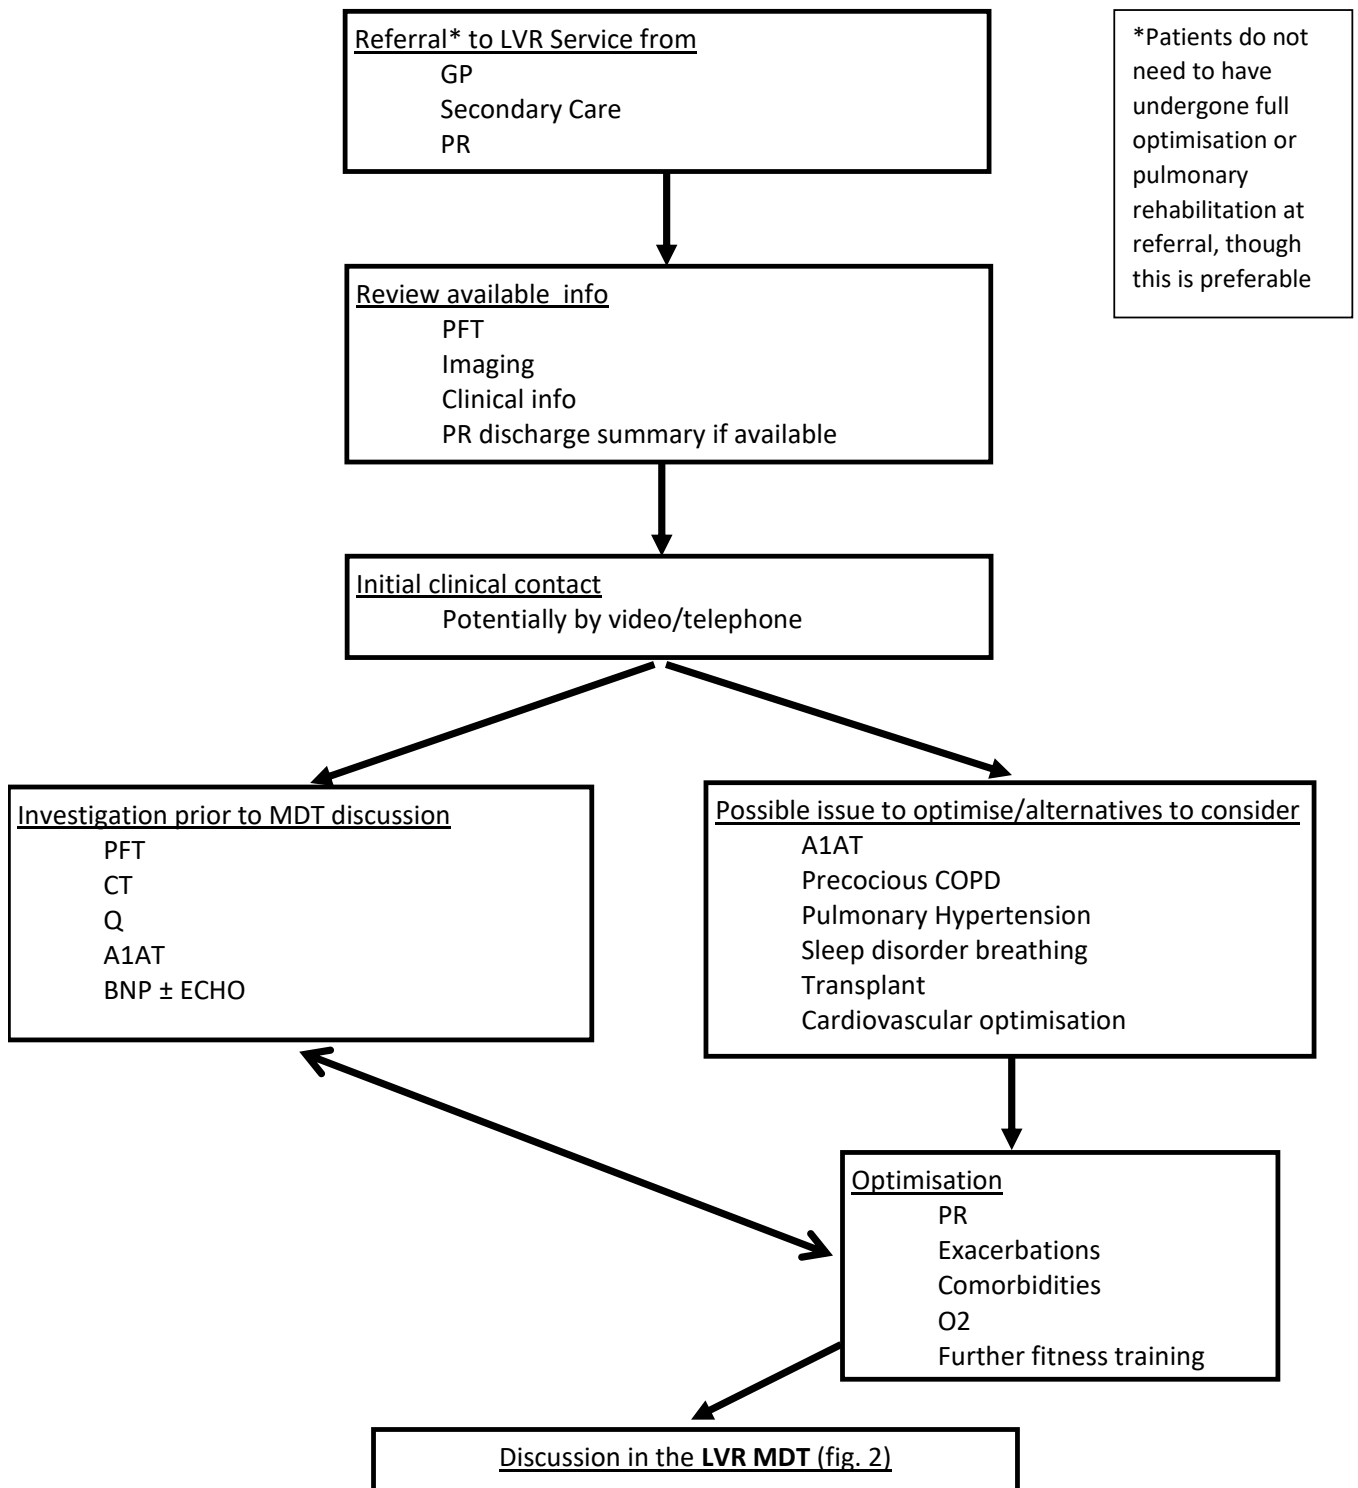 Referral* to LVR Service from
GP
Secondary Care
PR
*Patients do not
need to have
undergone full
optimisation or
pulmonary
rehabilitation at
referral, though
this is preferable
Review available  info
PFT
Imaging
Clinical info
PR discharge summary if available
Initial clinical contact
Potentially by video/telephone
Investigation prior to MDT discussion
PFT
CT
Q
A1AT
BNP ± ECHO
Possible issue to optimise/alternatives to consider
A1AT
Precocious COPD
Pulmonary Hypertension
Sleep disorder breathing
Transplant
Cardiovascular optimisation
Optimisation
PR
Exacerbations
Comorbidities
O2
Further fitness training
Discussion in the LVR MDT (fig. 2)